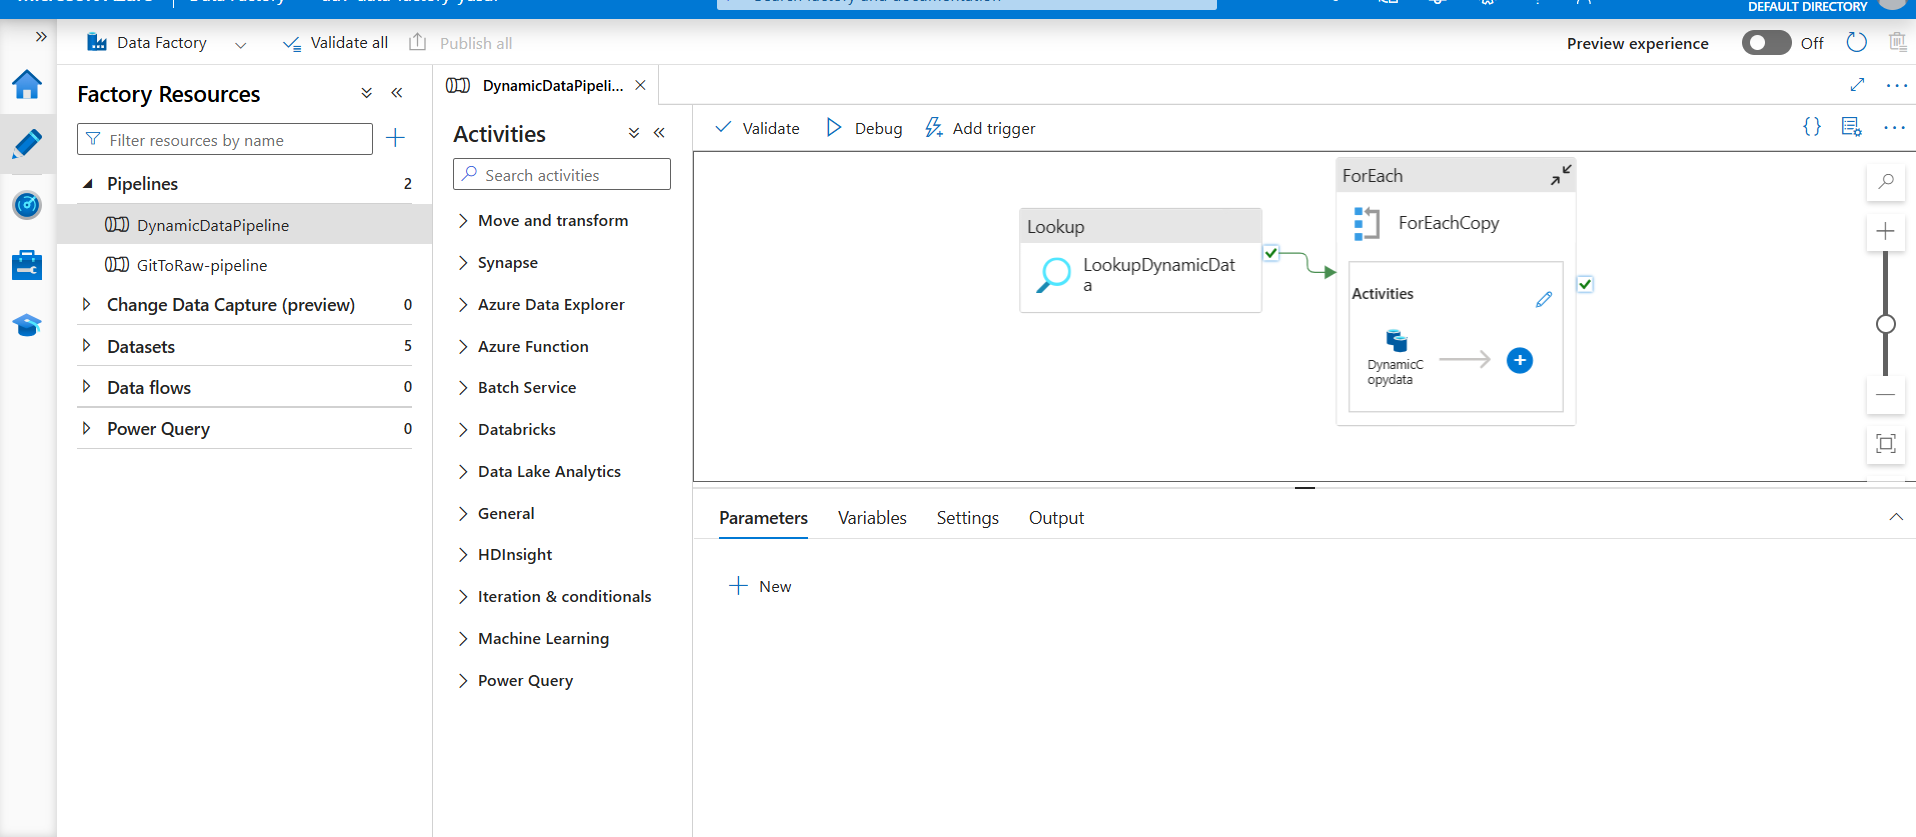 DEFAULT DIRECTORY
Data Factory
Validate all
Publish all
Preview experience
Off
Factory Resources
Filter resources by name
Pipelines 2
DynamicDataPipeline
GitToRaw-pipeline
Change Data Capture (preview) 0
Datasets 5
Data flows 0
Power Query 0
DynamicDataPipeli...
Activities
Search activities
Move and transform
Synapse
Azure Data Explorer
Azure Function
Batch Service
Databricks
Data Lake Analytics
General
HDInsight
Iteration & conditionals
Machine Learning
Power Query
Validate
Debug
Add trigger
Lookup
LookupDynamicDat
a
ForEach
ForEachCopy
Activities
DynamicC
opydata
Parameters
Variables
Settings
Output
New